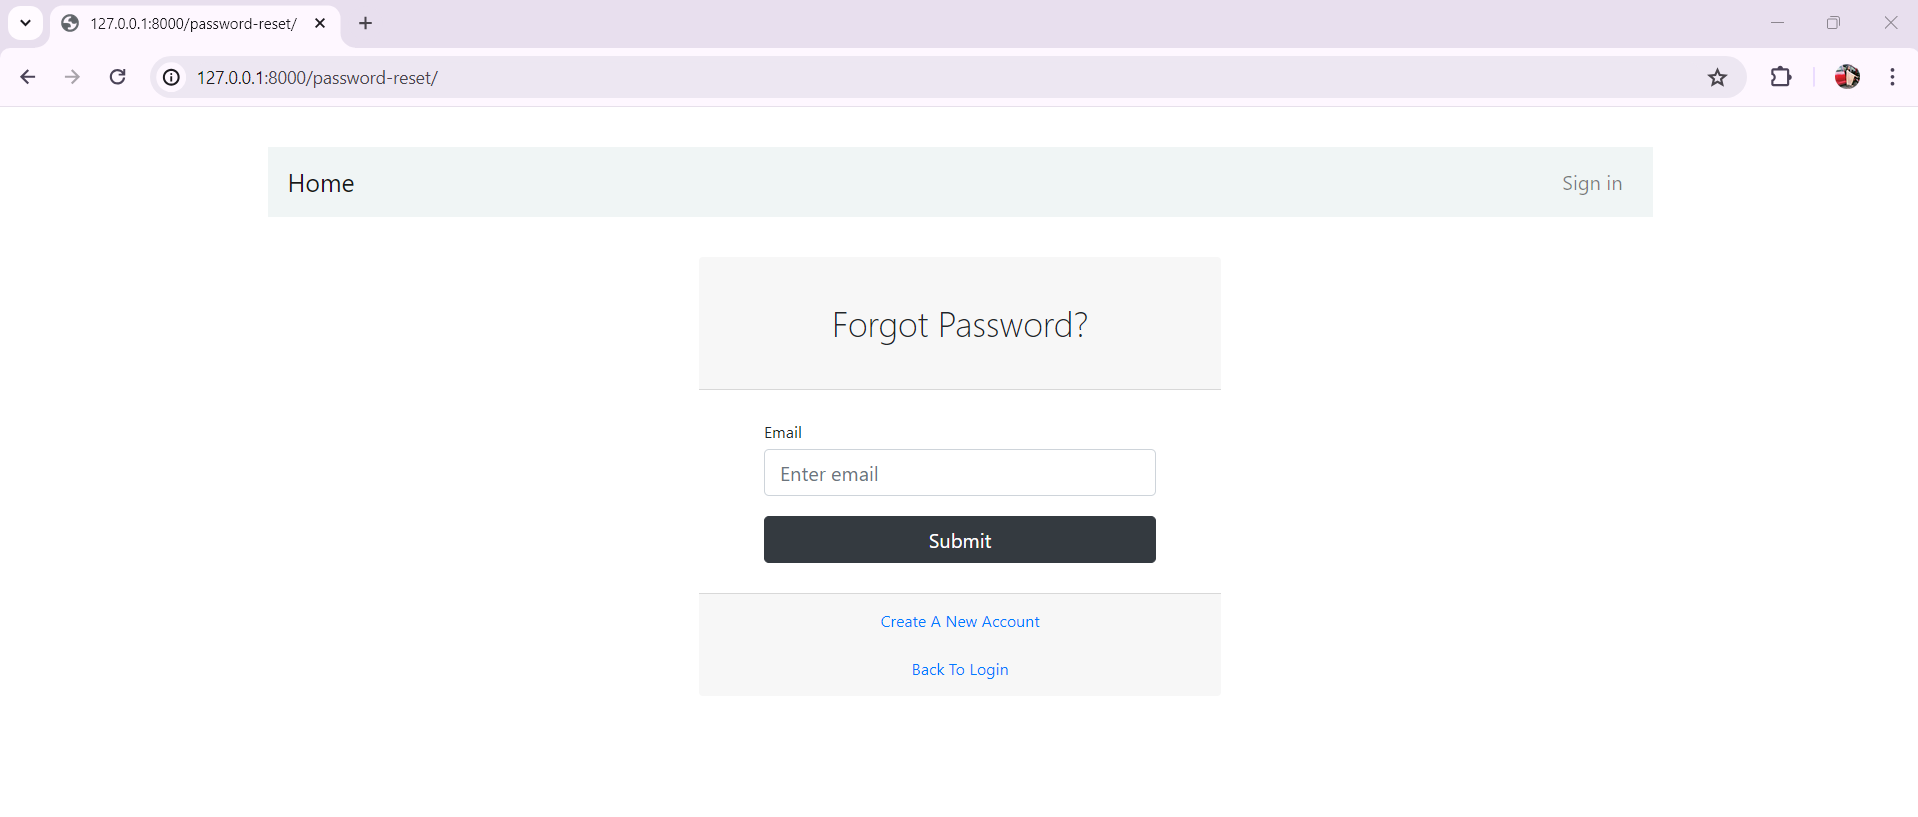 127.0.0.1:8000/password-reset/
127.0.0.1:8000/password-reset/
Home
Sign in
Forgot Password?
Email
Enter email
Submit
Create A New Account
Back To Login